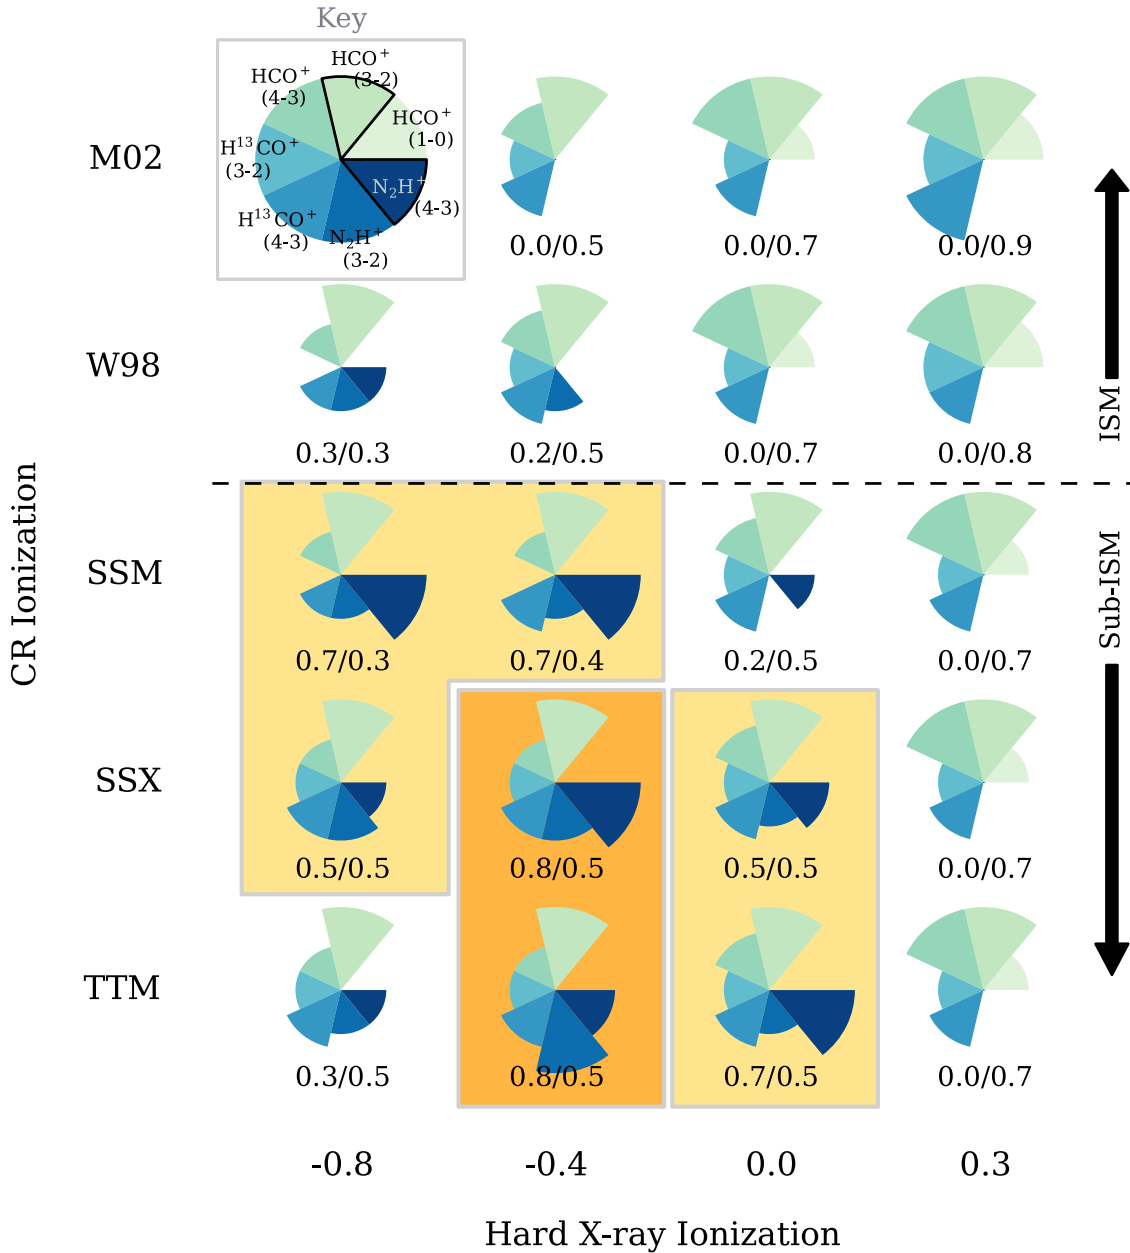 Key
HCO⁺
(3-2)
HCO⁺
(4-3)
HCO⁺
(1-0)
H¹³CO⁺
(3-2)
N₂H⁺
(4-3)
H¹³CO⁺
(4-3)
N₂H⁺
(3-2)
M02
0.0/0.5
0.0/0.7
0.0/0.9
W98
0.3/0.3
0.2/0.5
0.0/0.7
0.0/0.8
ISM
CR Ionization
SSM
0.7/0.3
0.7/0.4
0.2/0.5
0.0/0.7
Sub-ISM
SSX
0.5/0.5
0.8/0.5
0.5/0.5
0.0/0.7
TTM
0.3/0.5
0.8/0.5
0.7/0.5
0.0/0.7
-0.8
-0.4
0.0
0.3
Hard X-ray Ionization